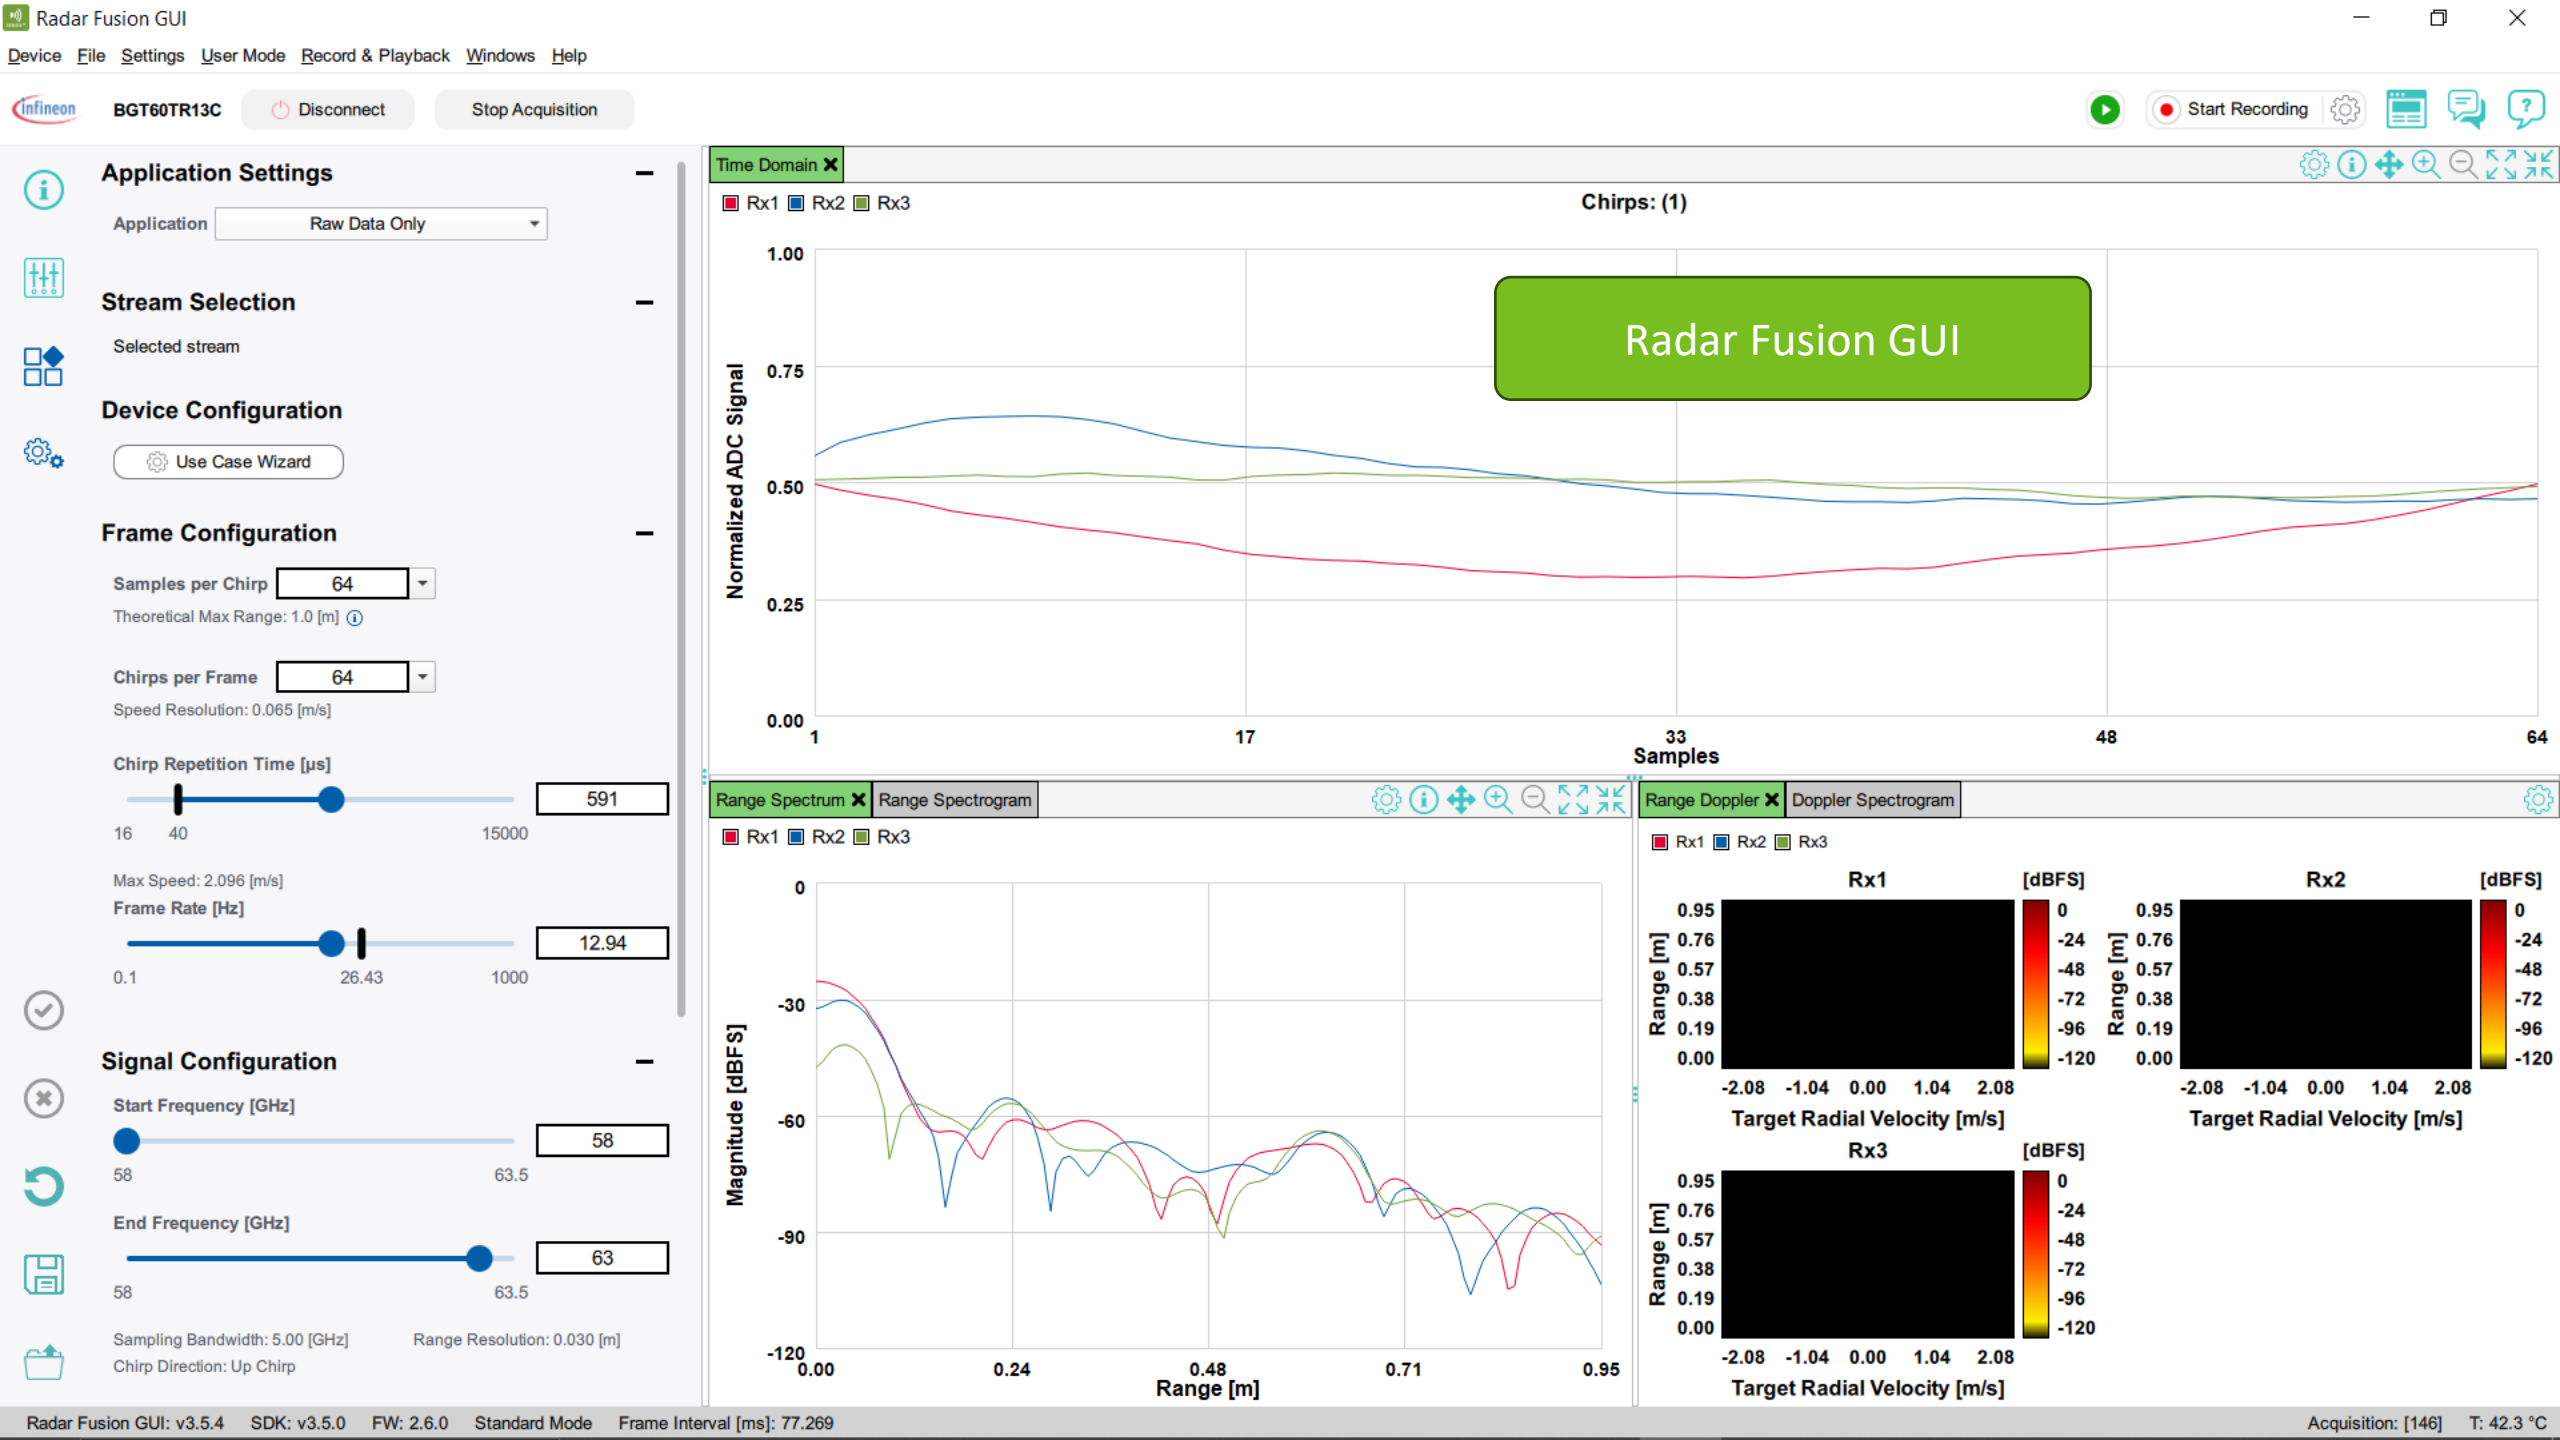 Radar Fusion GUI
Device File Settings User Mode Record & Playback Windows Help
infineon BGT60TR13C Disconnect Stop Acquisition Start Recording
Application Settings
Application Raw Data Only
Stream Selection
Selected stream
Device Configuration
Use Case Wizard
Frame Configuration
Samples per Chirp 64
Theoretical Max Range: 1.0 [m]
Chirps per Frame 64
Speed Resolution: 0.065 [m/s]
Chirp Repetition Time [µs]
591
16 40 15000
Max Speed: 2.096 [m/s]
Frame Rate [Hz]
12.94
0.1 26.43 1000
Signal Configuration
Start Frequency [GHz]
58
58 63.5
End Frequency [GHz]
63
58 63.5
Sampling Bandwidth: 5.00 [GHz] Range Resolution: 0.030 [m]
Chirp Direction: Up Chirp
Time Domain
Rx1 Rx2 Rx3 Chirps: (1)
Radar Fusion GUI
Normalized ADC Signal
1.00
0.75
0.50
0.25
0.00
1 17 33 48 64
Samples
Range Spectrum Range Spectrogram
Rx1 Rx2 Rx3
Magnitude [dBFS]
0
-30
-60
-90
-120
0.00 0.24 0.48 0.71 0.95
Range [m]
Range Doppler Doppler Spectrogram
Rx1 Rx2 Rx3
Rx1 [dBFS]
Range [m]
0.95 0
0.76 -24
0.57 -48
0.38 -72
0.19 -96
0.00 -120
-2.08 -1.04 0.00 1.04 2.08
Target Radial Velocity [m/s]
Rx2 [dBFS]
Range [m]
0.95 0
0.76 -24
0.57 -48
0.38 -72
0.19 -96
0.00 -120
-2.08 -1.04 0.00 1.04 2.08
Target Radial Velocity [m/s]
Rx3 [dBFS]
Range [m]
0.95 0
0.76 -24
0.57 -48
0.38 -72
0.19 -96
0.00 -120
-2.08 -1.04 0.00 1.04 2.08
Target Radial Velocity [m/s]
Radar Fusion GUI: v3.5.4 SDK: v3.5.0 FW: 2.6.0 Standard Mode Frame Interval [ms]: 77.269 Acquisition: [146] T: 42.3 °C